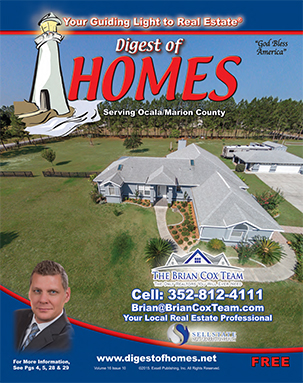 Your Guiding Light to Real Estate®
Digest of
HOMES
"God Bless
America"
Serving Ocala/Marion County
THE BRIAN COX TEAM
Cell: 352-812-4111
Brian@BrianCoxTeam.com
Your Local Real Estate Professional
SELLSTATE
For More Information,
See Pgs 4, 5, 28 & 29
www.digestofhomes.net
FREE